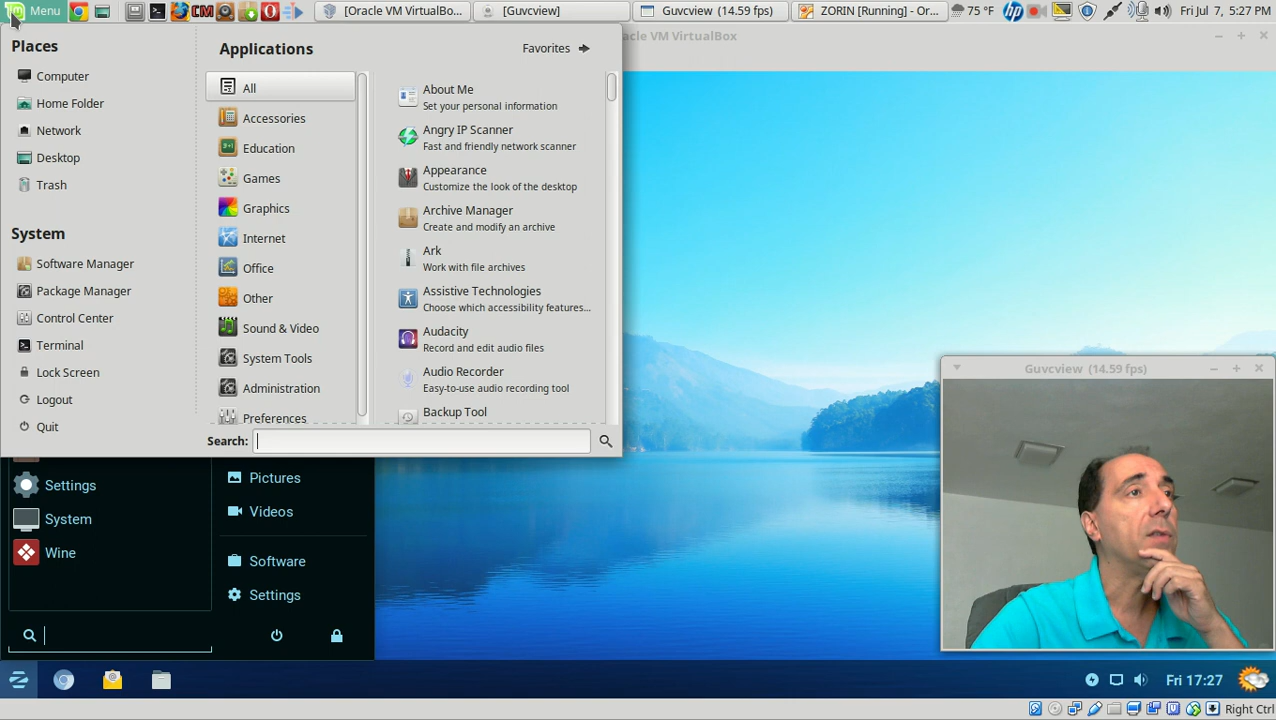 Menu
[Oracle VM VirtualBo...
[Guvcview]
Guvcview (14.59 fps)
ZORIN [Running] - Or...
75 °F
Fri Jul 7, 5:27 PM
acle VM VirtualBox
Places
Computer
Home Folder
Network
Desktop
Trash
System
Software Manager
Package Manager
Control Center
Terminal
Lock Screen
Logout
Quit
Applications
Favorites
All
Accessories
Education
Games
Graphics
Internet
Office
Other
Sound & Video
System Tools
Administration
Preferences
About Me
Set your personal information
Angry IP Scanner
Fast and friendly network scanner
Appearance
Customize the look of the desktop
Archive Manager
Create and modify an archive
Ark
Work with file archives
Assistive Technologies
Choose which accessibility features...
Audacity
Record and edit audio files
Audio Recorder
Easy-to-use audio recording tool
Backup Tool
Search:
Guvcview (14.59 fps)
Settings
System
Wine
Pictures
Videos
Software
Settings
Fri 17:27
Right Ctrl